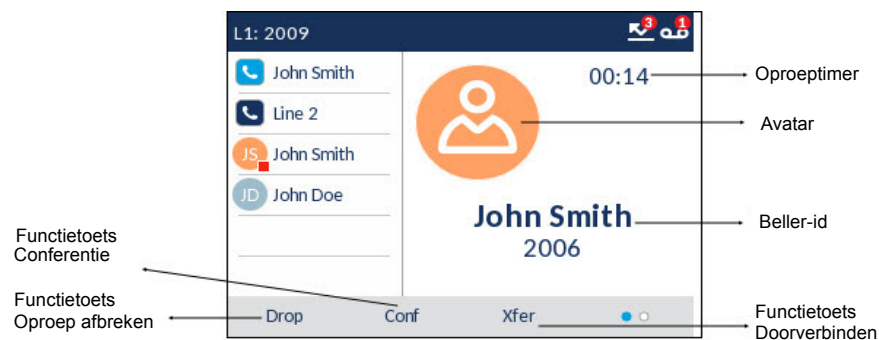 L1: 2009
3
1
John Smith
Line 2
JS John Smith
JD John Doe
00:14
John Smith
2006
Drop Conf Xfer
Oproeptimer
Avatar
Beller-id
Functietoets
Doorverbinden
Functietoets
Conferentie
Functietoets
Oproep afbreken